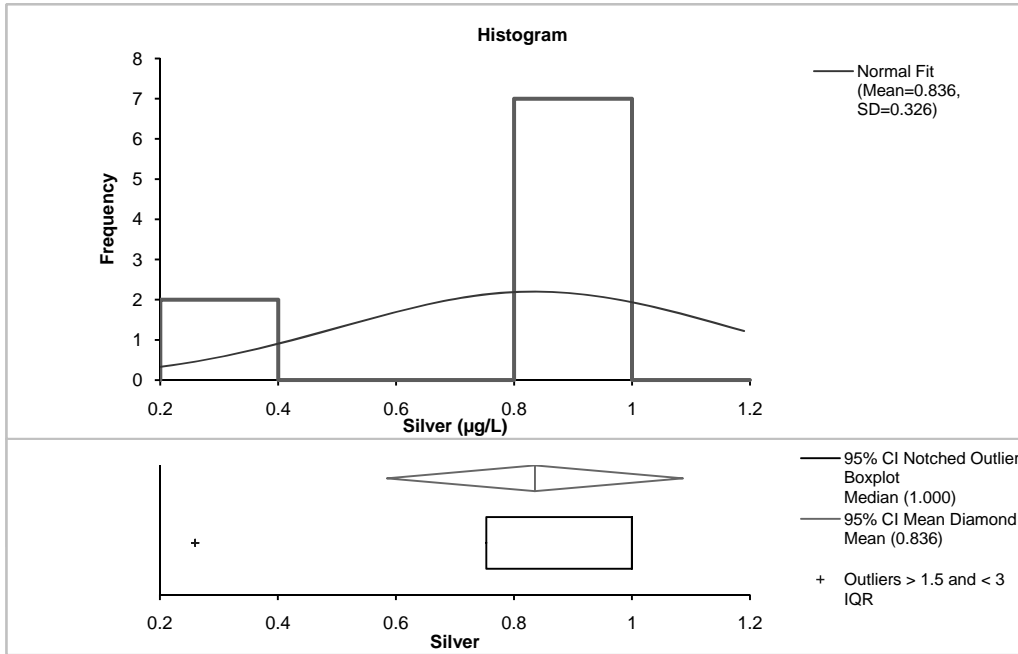 Histogram
8
7
6
5
4
3
2
1
0
Frequency
0.2 0.4 0.6 0.8 1 1.2
Silver (µg/L)
Normal Fit
(Mean=0.836,
SD=0.326)
95% CI Notched Outlier
Boxplot
Median (1.000)
95% CI Mean Diamond
Mean (0.836)
+ Outliers > 1.5 and < 3
IQR
0.2 0.4 0.6 0.8 1 1.2
Silver